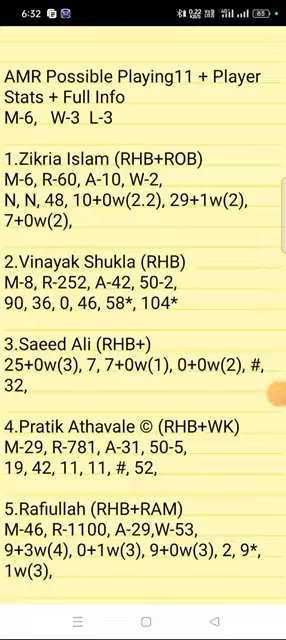 6:32 0.22 KB/S 4G 83
AMR Possible Playing11 + Player
Stats + Full Info
M-6, W-3 L-3
1.Zikria Islam (RHB+ROB)
M-6, R-60, A-10, W-2,
N, N, 48, 10+0w(2.2), 29+1w(2),
7+0w(2),
2.Vinayak Shukla (RHB)
M-8, R-252, A-42, 50-2,
90, 36, 0, 46, 58*, 104*
3.Saeed Ali (RHB+)
25+0w(3), 7, 7+0w(1), 0+0w(2), #,
32,
4.Pratik Athavale © (RHB+WK)
M-29, R-781, A-31, 50-5,
19, 42, 11, 11, #, 52,
5.Rafiullah (RHB+RAM)
M-46, R-1100, A-29,W-53,
9+3w(4), 0+1w(3), 9+0w(3), 2, 9*,
1w(3),